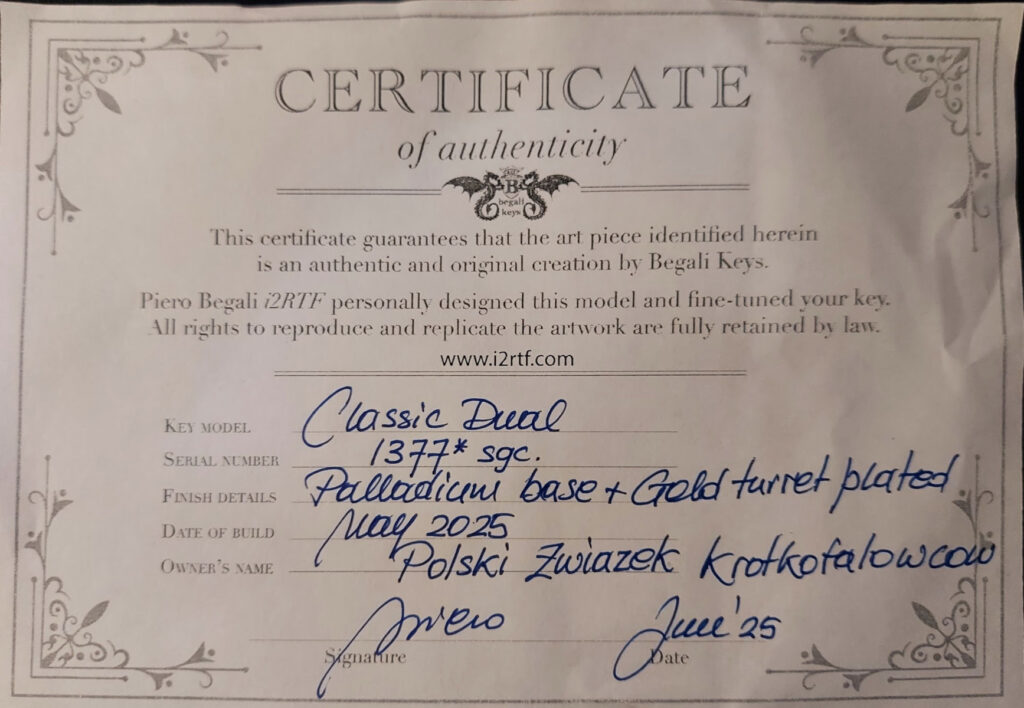 CERTIFICATE
of authenticity
B
begali
keys
This certificate guarantees that the art piece identified herein
is an authentic and original creation by Begali Keys.
Piero Begali i2RTF personally designed this model and fine-tuned your key.
All rights to reproduce and replicate the artwork are fully retained by law.
www.i2rtf.com
KEY MODEL Classic Dual
SERIAL NUMBER 1377* sgc.
FINISH DETAILS Palladium base + Gold turret plated
DATE OF BUILD May 2025
OWNER'S NAME Polski Zwiazek Krotkofalowcow
Piero June '25
Signature Date